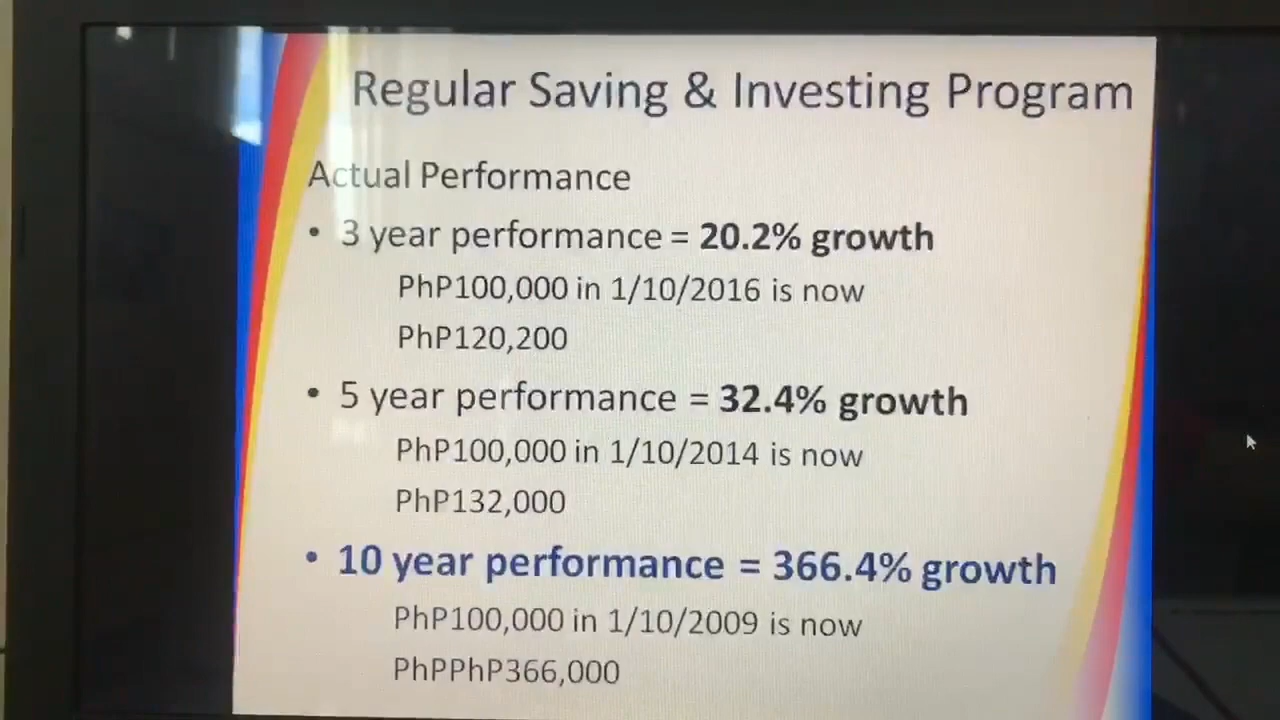 Regular Saving & Investing Program
Actual Performance
• 3 year performance = 20.2% growth
PhP100,000 in 1/10/2016 is now
PhP120,200
• 5 year performance = 32.4% growth
PhP100,000 in 1/10/2014 is now
PhP132,000
• 10 year performance = 366.4% growth
PhP100,000 in 1/10/2009 is now
PhPPhP366,000